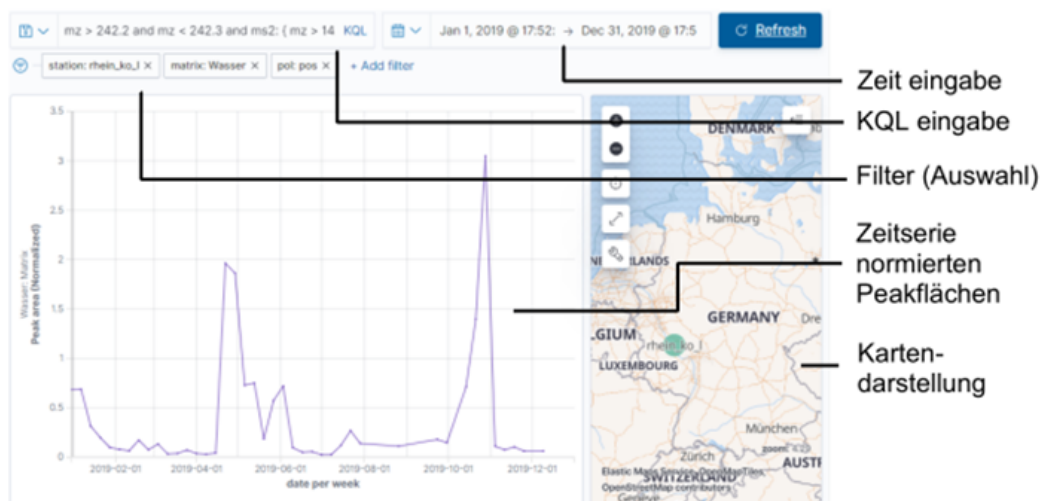 mz > 242.2 and mz < 242.3 and ms2: ( mz > 14 KQL
Jan 1, 2019 @ 17:52: → Dec 31, 2019 @ 17:5
Refresh
station: rhein_ko_l ×
matrix: Wasser ×
pol: pos ×
+ Add filter
Zeit eingabe
KQL eingabe
Filter (Auswahl)
Zeitserie
normierten
Peakflächen
Karten-
darstellung
Wasser: Matrix
Peak area (Normalized)
3.5
3
2.5
2
1.5
1
0.5
0
2019-02-01
2019-04-01
2019-06-01
2019-08-01
2019-10-01
2019-12-01
date per week
DENMARK
Hamburg
RLANDS
GERMANY
Dre
LGIUM
rhein_ko_l
LUXEMBOURG
München
Zürich
AUSTI
SWITZERLAND
Elastic Maps Service, OpenMapTiles,
OpenStreetMap contributors
Genève